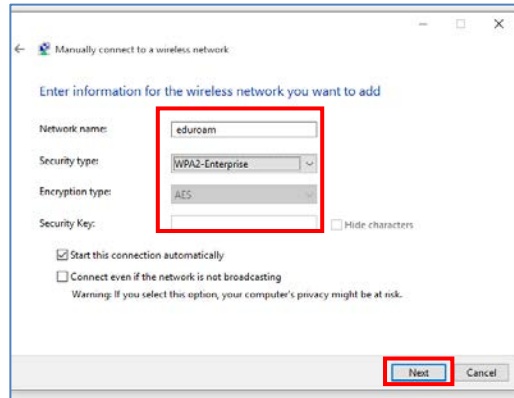 Manually connect to a wireless network
Enter information for the wireless network you want to add
Network name: eduroam
Security type: WPA2-Enterprise
Encryption type: AES
Security Key: Hide characters
Start this connection automatically
Connect even if the network is not broadcasting
Warning: If you select this option, your computer's privacy might be at risk.
Next Cancel